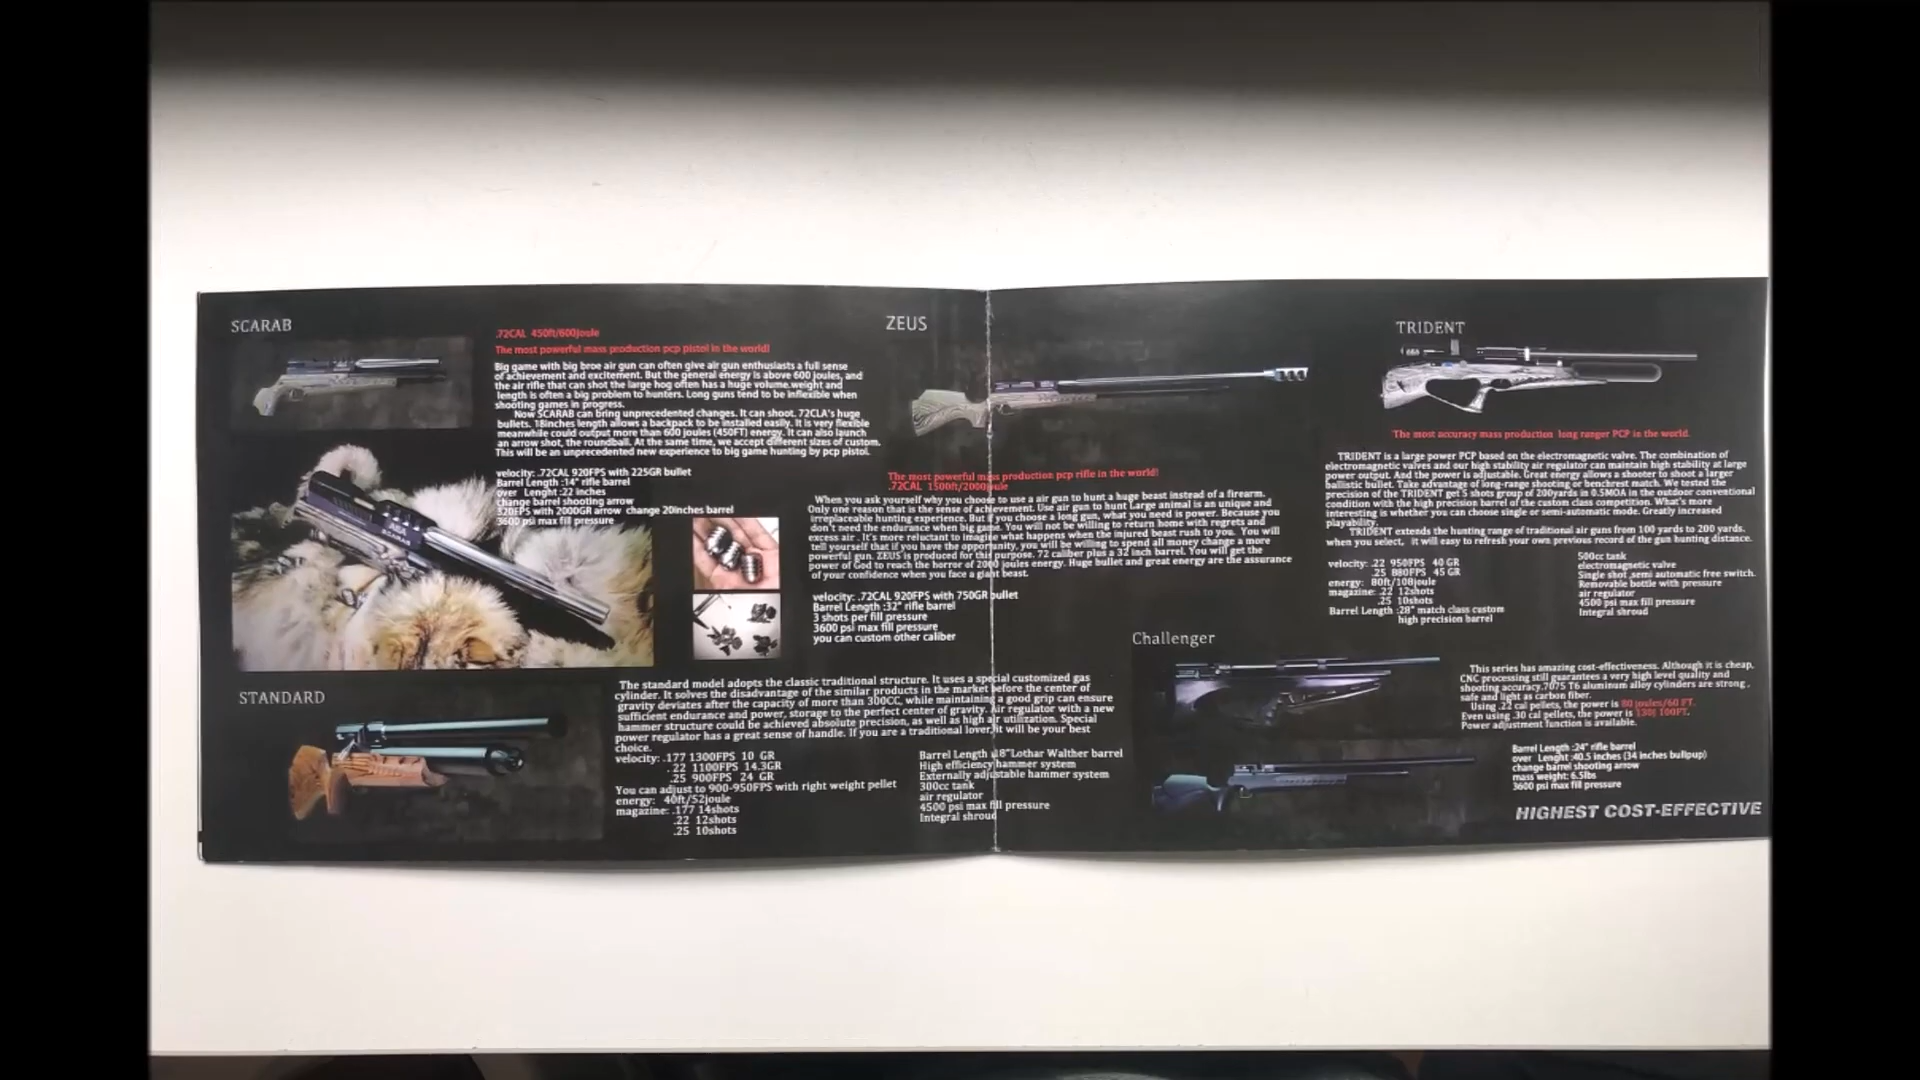 SCARAB
.72CAL 450ft/600joule
The most powerful mass production pcp pistol in the world!
Big game with big broe air gun can often give air gun enthusiasts a full sense
of achievement and excitement. But the general energy is above 600 joules, and
the air rifle that can shot the large hog often has a huge volume.weight and
length is often a big problem to hunters. Long guns tend to be inflexible when
shooting games in progress.
Now SCARAB can bring unprecedented changes. It can shoot. 72CLA's huge
bullets. 18inches length allows a backpack to be installed easily. It is very flexible
meanwhile could output more than 600 joules (450FT) energy. It can also launch
an arrow shot, the roundball. At the same time, we accept different sizes of custom.
This will be an unprecedented new experience to big game hunting by pcp pistol.
velocity: .72CAL 920FPS with 225GR bullet
Barrel Length :14" rifle barrel
over Lenght :22 inches
change barrel shooting arrow
320FPS with 2000GR arrow change 20inches barrel
3600 psi max fill pressure
ZEUS
The most powerful mass production pcp rifle in the world!
.72CAL 1500ft/2000joule
When you ask yourself why you choose to use a air gun to hunt a huge beast instead of a firearm.
Only one reason that is the sense of achievement. Use air gun to hunt Large animal is an unique and
irreplaceable hunting experience. But if you choose a long gun, what you need is power. Because you
don't need the endurance when big game. You will not be willing to return home with regrets and
excess air . It's more reluctant to imagine what happens when the injured beast rush to you. You will
tell yourself that if you have the opportunity, you will be willing to spend all money change a more
powerful gun. ZEUS is produced for this purpose. 72 caliber plus a 32 inch barrel. You will get the
power of God to reach the horror of 2000 joules energy. Huge bullet and great energy are the assurance
of your confidence when you face a giant beast.
velocity: .72CAL 920FPS with 750GR bullet
Barrel Length :32" rifle barrel
3 shots per fill pressure
3600 psi max fill pressure
you can custom other caliber
TRIDENT
The most accuracy mass production long ranger PCP in the world.
TRIDENT is a large power PCP based on the electromagnetic valve. The combination of
electromagnetic valves and our high stability air regulator can maintain high stability at large
power output. And the power is adjustable. Great energy allows a shooter to shoot a larger
ballistic bullet. Take advantage of long-range shooting or benchrest match. We tested the
precision of the TRIDENT get 5 shots group of 200yards in 0.5MOA in the outdoor conventional
condition with the high precision barrel of the custom class competition. What's more
interesting is whether you can choose single or semi-automatic mode. Greatly increased
playability.
TRIDENT extends the hunting range of traditional air guns from 100 yards to 200 yards.
when you select, it will easy to refresh your own previous record of the gun hunting distance.
velocity: .22 950FPS 40 GR
.25 880FPS 45 GR
energy: 80ft/108joule
magazine: .22 12shots
.25 10shots
Barrel Length :28" match class custom
high precision barrel
500cc tank
electromagnetic valve
Single shot ,semi automatic free switch.
Removable bottle with pressure
air regulator
4500 psi max fill pressure
Integral shroud
STANDARD
The standard model adopts the classic traditional structure. It uses a special customized gas
cylinder. It solves the disadvantage of the similar products in the market before the center of
gravity deviates after the capacity of more than 300CC, while maintaining a good grip can ensure
sufficient endurance and power, storage to the perfect center of gravity. Air regulator with a new
hammer structure could be achieved absolute precision, as well as high air utilization. Special
power regulator has a great sense of handle. If you are a traditional lover, it will be your best
choice.
velocity: .177 1300FPS 10 GR
.22 1100FPS 14.3GR
.25 900FPS 24 GR
You can adjust to 900-950FPS with right weight pellet
energy: 40ft/52joule
magazine: .177 14shots
.22 12shots
.25 10shots
Barrel Length :18"Lothar Walther barrel
High efficiency hammer system
Externally adjustable hammer system
300cc tank
air regulator
4500 psi max fill pressure
Integral shroud
Challenger
This series has amazing cost-effectiveness. Although it is cheap,
CNC processing still guarantees a very high level quality and
shooting accuracy.7075 T6 aluminum alloy cylinders are strong ,
safe and light as carbon fiber.
Using .22 cal pellets, the power is 80 joules/60 FT.
Even using .30 cal pellets, the power is 130J 100FT.
Power adjustment function is available.
Barrel Length :24" rifle barrel
over Lenght :40.5 inches (34 inches bullpup)
change barrel shooting arrow
mass weight: 6.5lbs
3600 psi max fill pressure
HIGHEST COST-EFFECTIVE